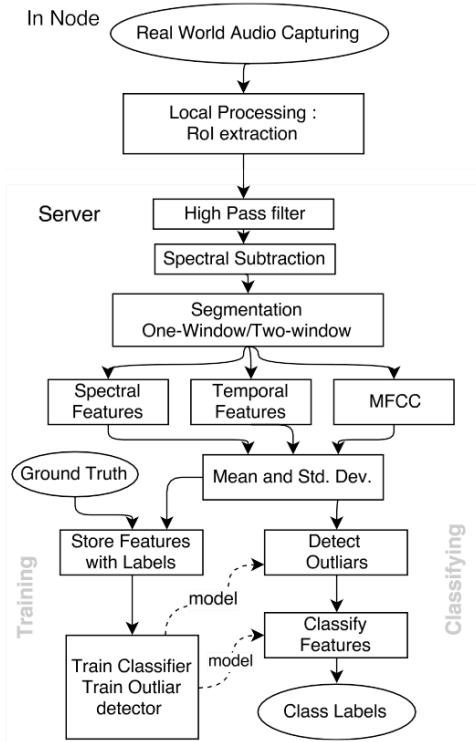 In Node
Real World Audio Capturing
Local Processing :
RoI extraction
Server
High Pass filter
Spectral Subtraction
Segmentation
One-Window/Two-window
Spectral
Features
Temporal
Features
MFCC
Ground Truth
Mean and Std. Dev.
Store Features
with Labels
Detect
Outliars
Training
Classifying
model
Classify
Features
model
Train Classifier
Train Outliar
detector
Class Labels